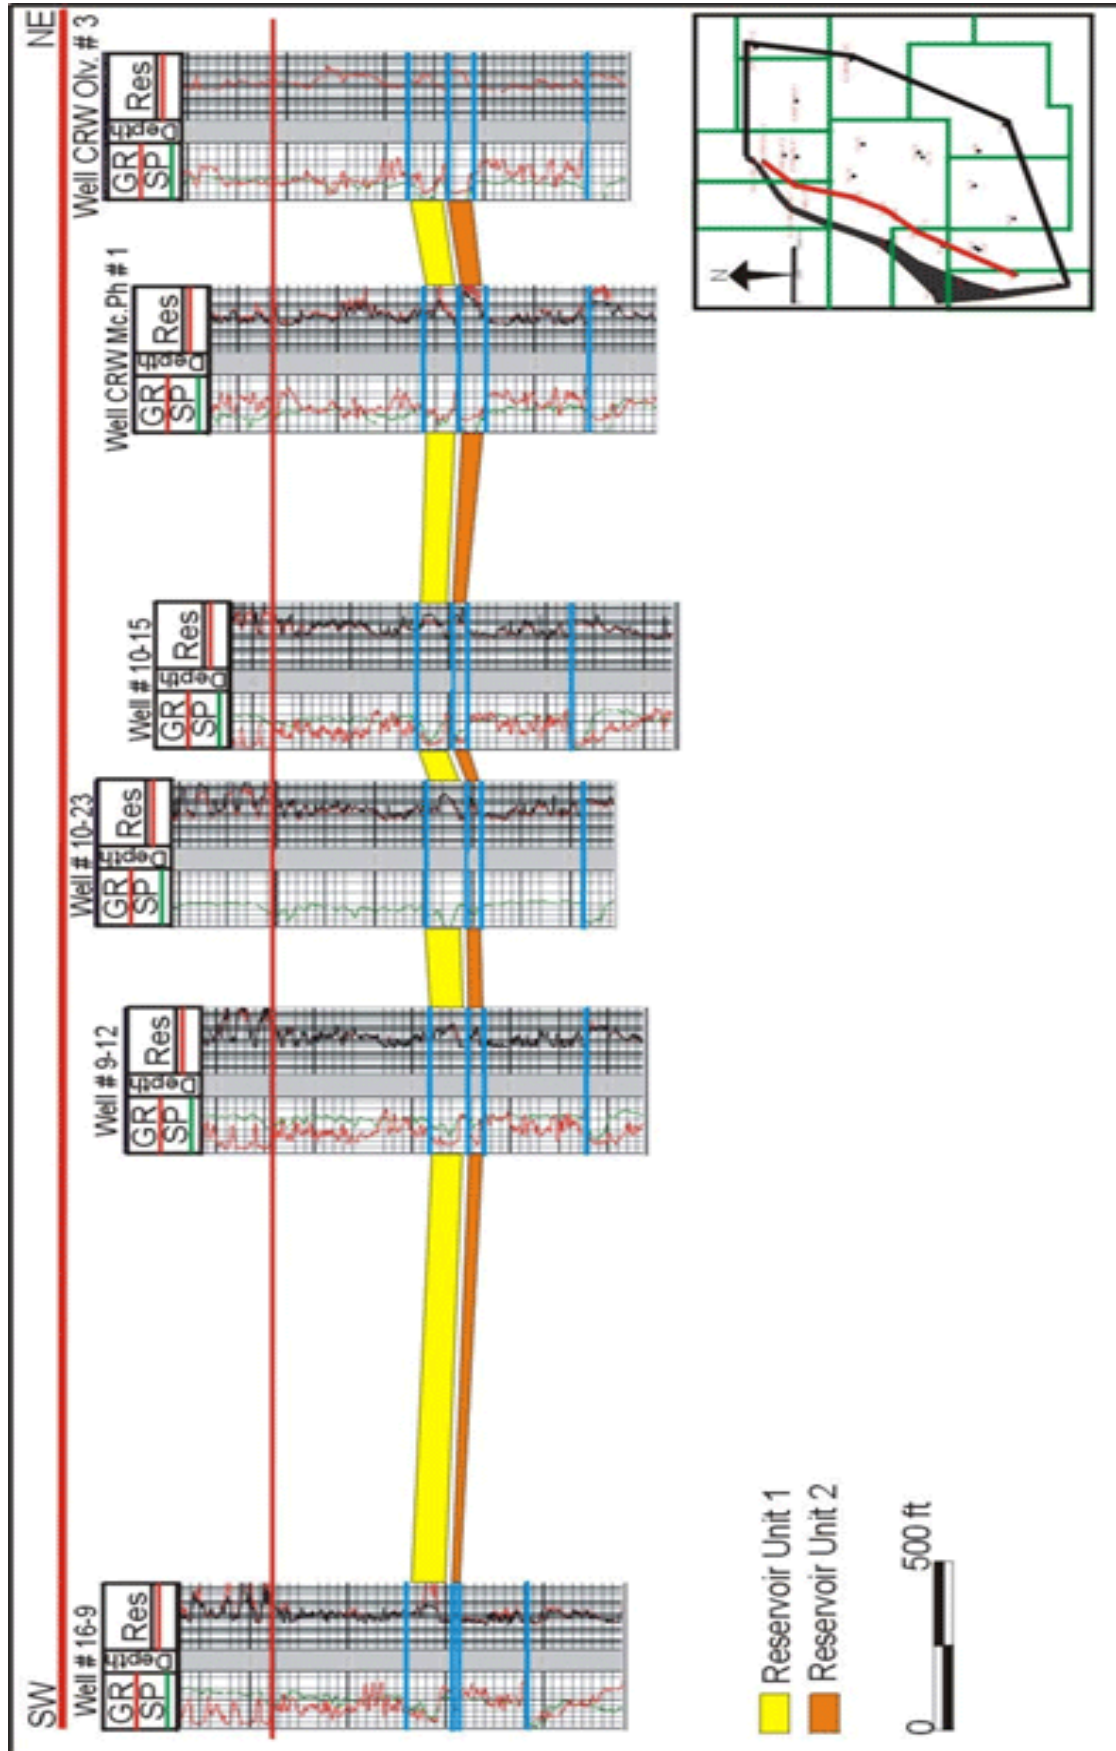 SW
NE
Well # 16-9
GR
SP
Depth
Res
Well # 9-12
GR
SP
Depth
Res
Well # 10-23
GR
SP
Depth
Res
Well # 10-15
GR
SP
Depth
Res
Well CRW Mc.Ph # 1
GR
SP
Depth
Res
Well CRW Olv. # 3
GR
SP
Depth
Res
Reservoir Unit 1
Reservoir Unit 2
0
500 ft
N